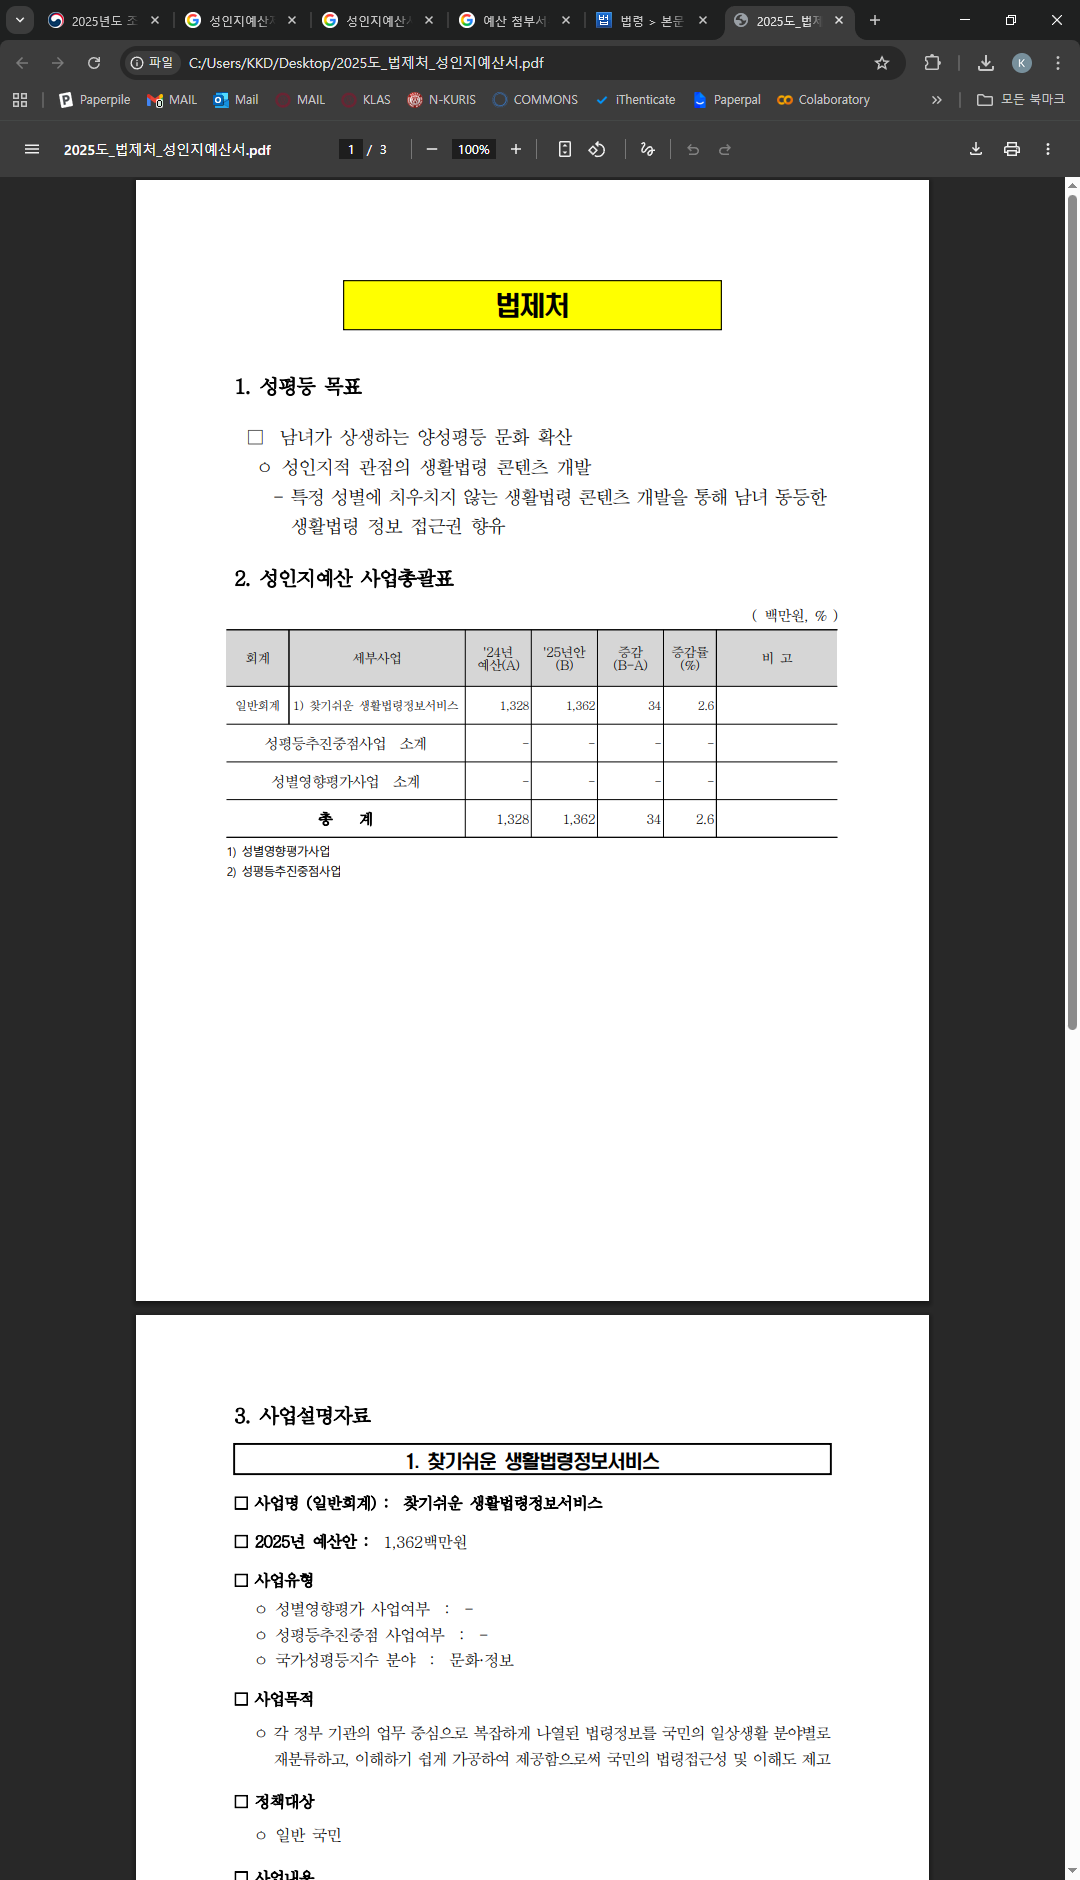 2025년도 조
성인지예산
성인지예산
예산 첨부서
법령 > 본문
2025도_법제
파일 C:/Users/KKD/Desktop/2025도_법제처_성인지예산서.pdf
K
Paperpile MAIL Mail MAIL KLAS N-KURIS COMMONS iThenticate Paperpal Colaboratory » 모든 북마크
2025도_법제처_성인지예산서.pdf 1 / 3 100%
법제처
1. 성평등 목표
□ 남녀가 상생하는 양성평등 문화 확산
ㅇ 성인지적 관점의 생활법령 콘텐츠 개발
- 특정 성별에 치우치지 않는 생활법령 콘텐츠 개발을 통해 남녀 동등한
생활법령 정보 접근권 향유
2. 성인지예산 사업총괄표
( 백만원, % )
회계 세부사업 '24년 예산(A) '25년안 (B) 증감 (B-A) 증감률 (%) 비 고
일반회계 1) 찾기쉬운 생활법령정보서비스 1,328 1,362 34 2.6
성평등추진중점사업 소계 - - - -
성별영향평가사업 소계 - - - -
총 계 1,328 1,362 34 2.6
1) 성별영향평가사업
2) 성평등추진중점사업
3. 사업설명자료
1. 찾기쉬운 생활법령정보서비스
□ 사업명 (일반회계) : 찾기쉬운 생활법령정보서비스
□ 2025년 예산안 : 1,362백만원
□ 사업유형
ㅇ 성별영향평가 사업여부 : -
ㅇ 성평등추진중점 사업여부 : -
ㅇ 국가성평등지수 분야 : 문화·정보
□ 사업목적
ㅇ 각 정부 기관의 업무 중심으로 복잡하게 나열된 법령정보를 국민의 일상생활 분야별로
재분류하고, 이해하기 쉽게 가공하여 제공함으로써 국민의 법령접근성 및 이해도 제고
□ 정책대상
ㅇ 일반 국민
□ 사업내용